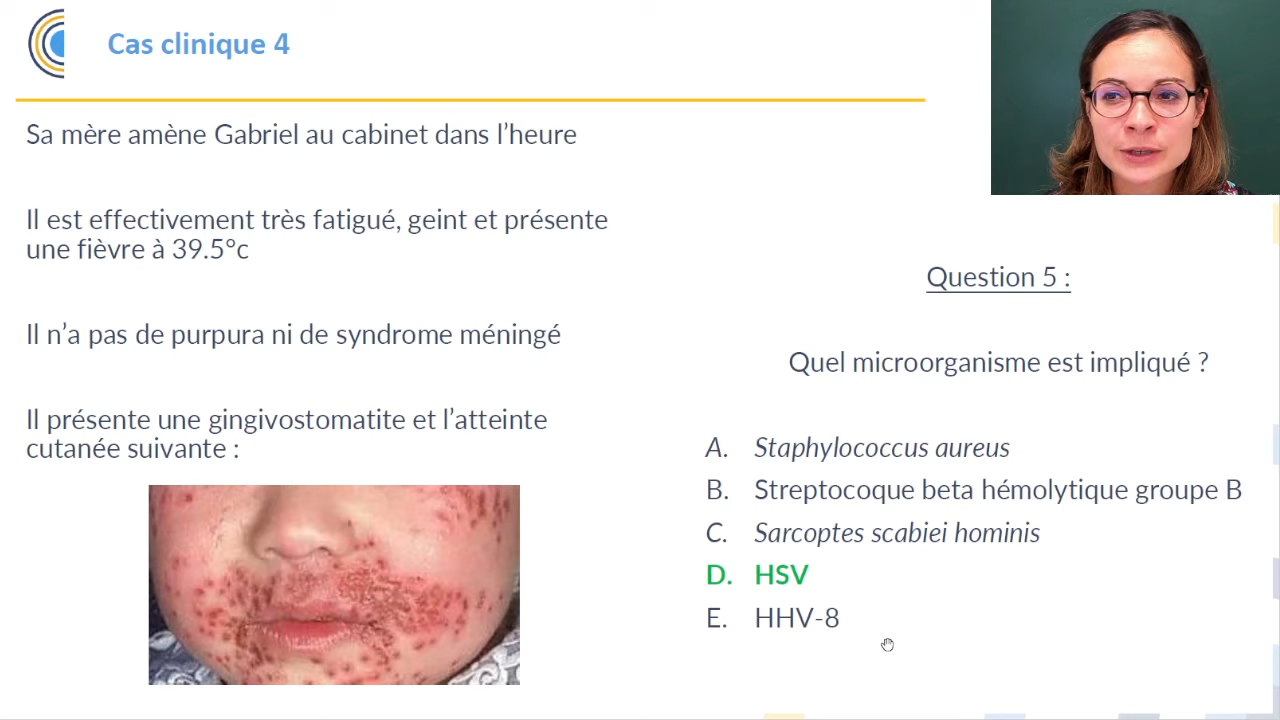 Cas clinique 4
Sa mère amène Gabriel au cabinet dans l’heure
Il est effectivement très fatigué, geint et présente
une fièvre à 39.5°c
Il n’a pas de purpura ni de syndrome méningé
Il présente une gingivostomatite et l’atteinte
cutanée suivante :
Question 5 :
Quel microorganisme est impliqué ?
A. Staphylococcus aureus
B. Streptocoque beta hémolytique groupe B
C. Sarcoptes scabiei hominis
D. HSV
E. HHV-8